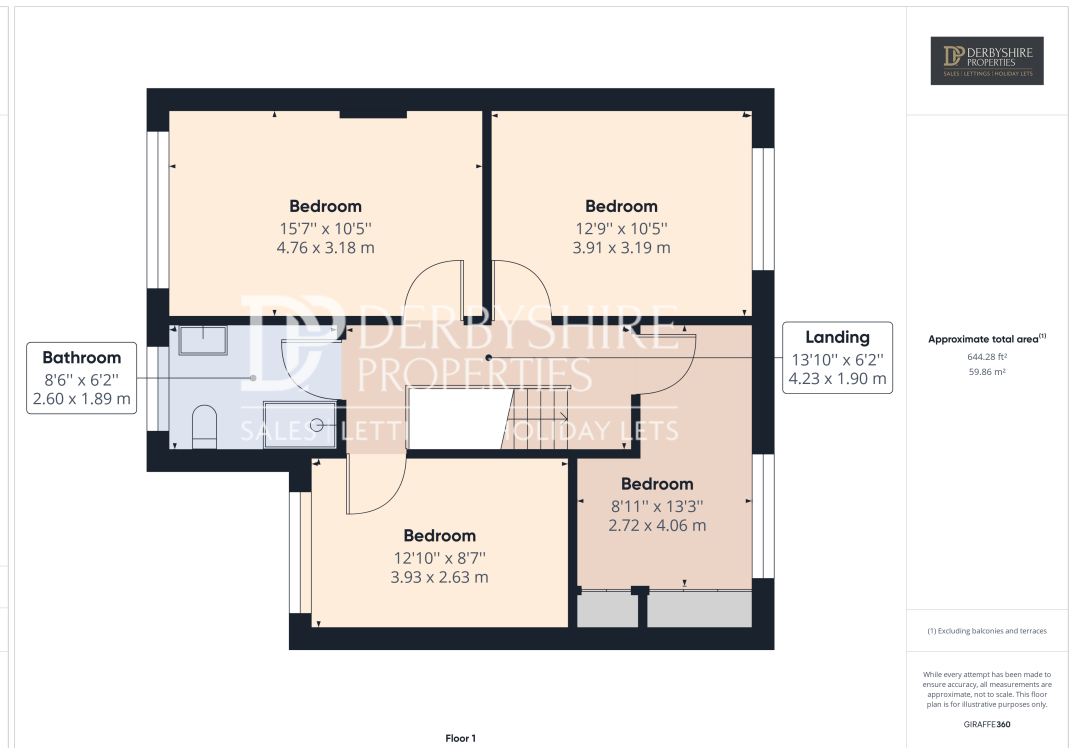 DERBYSHIRE
PROPERTIES
SALES | LETTINGS | HOLIDAY LETS
Bedroom
15'7'' x 10'5''
4.76 x 3.18 m
Bedroom
12'9'' x 10'5''
3.91 x 3.19 m
DERBYSHIRE
PROPERTIES
SALES | LETT HOLIDAY LETS
Bathroom
8'6'' x 6'2''
2.60 x 1.89 m
Landing
13'10'' x 6'2''
4.23 x 1.90 m
Bedroom
8'11'' x 13'3''
2.72 x 4.06 m
Bedroom
12'10'' x 8'7''
3.93 x 2.63 m
Floor 1
Approximate total area(1)
644.28 ft²
59.86 m²
(1) Excluding balconies and terraces
While every attempt has been made to
ensure accuracy, all measurements are
approximate, not to scale. This floor
plan is for illustrative purposes only.
GIRAFFE360